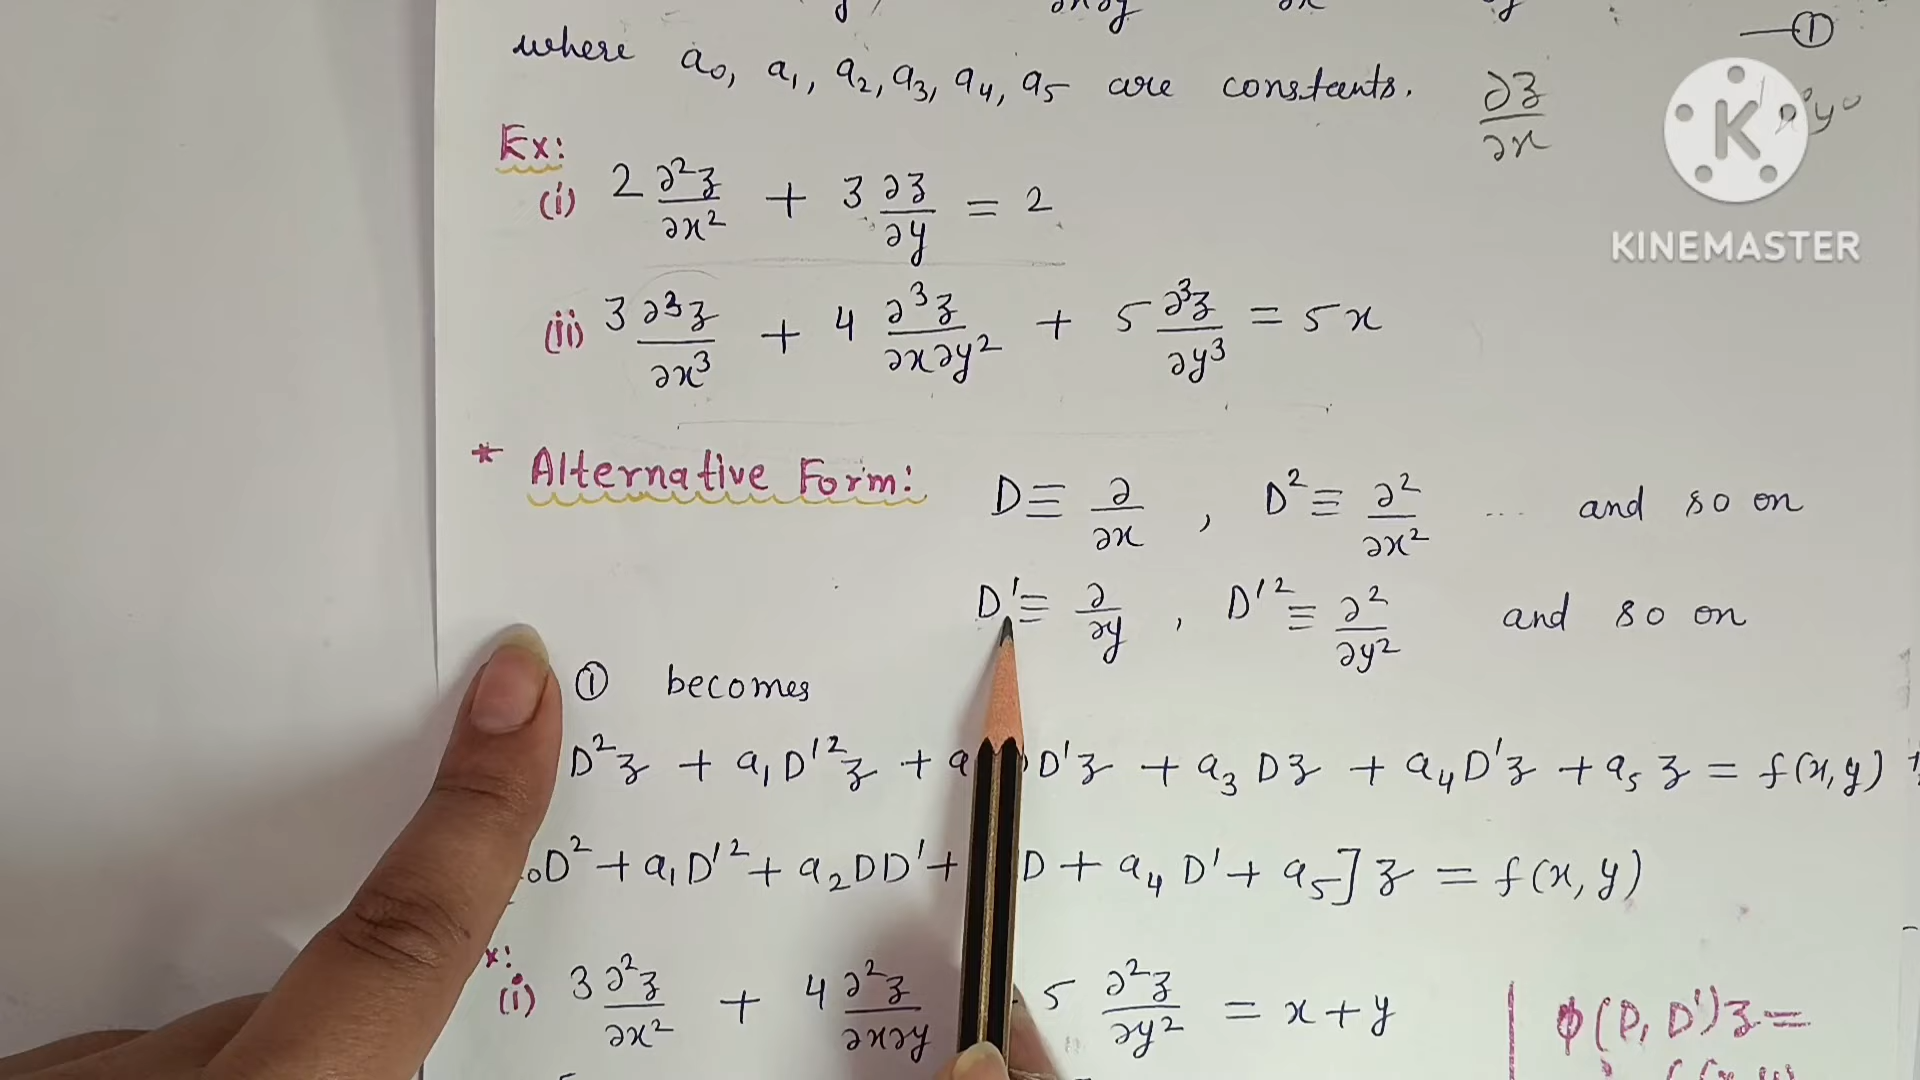 ①
where a₀, a₁, a₂, a₃, a₄, a₅ are constants. ∂z/∂x
KINEMASTER
Ex:
(i) 2 ∂²z/∂x² + 3 ∂z/∂y = 2
(ii) 3 ∂³z/∂x³ + 4 ∂³z/∂x∂y² + 5 ∂³z/∂y³ = 5x
* Alternative Form: D ≡ ∂/∂x , D² ≡ ∂²/∂x² ... and so on
D' ≡ ∂/∂y , D'² ≡ ∂²/∂y² and so on
① becomes
D²z + a₁D'²z + a D'z + a₃ Dz + a₄D'z + a₅ z = f(x,y)
₀D² + a₁D'² + a₂DD' + D + a₄ D' + a₅] z = f(x, y)
x:
(i) 3 ∂²z/∂x² + 4 ∂²z/∂x∂y 5 ∂²z/∂y² = x + y
ϕ(D, D')z =